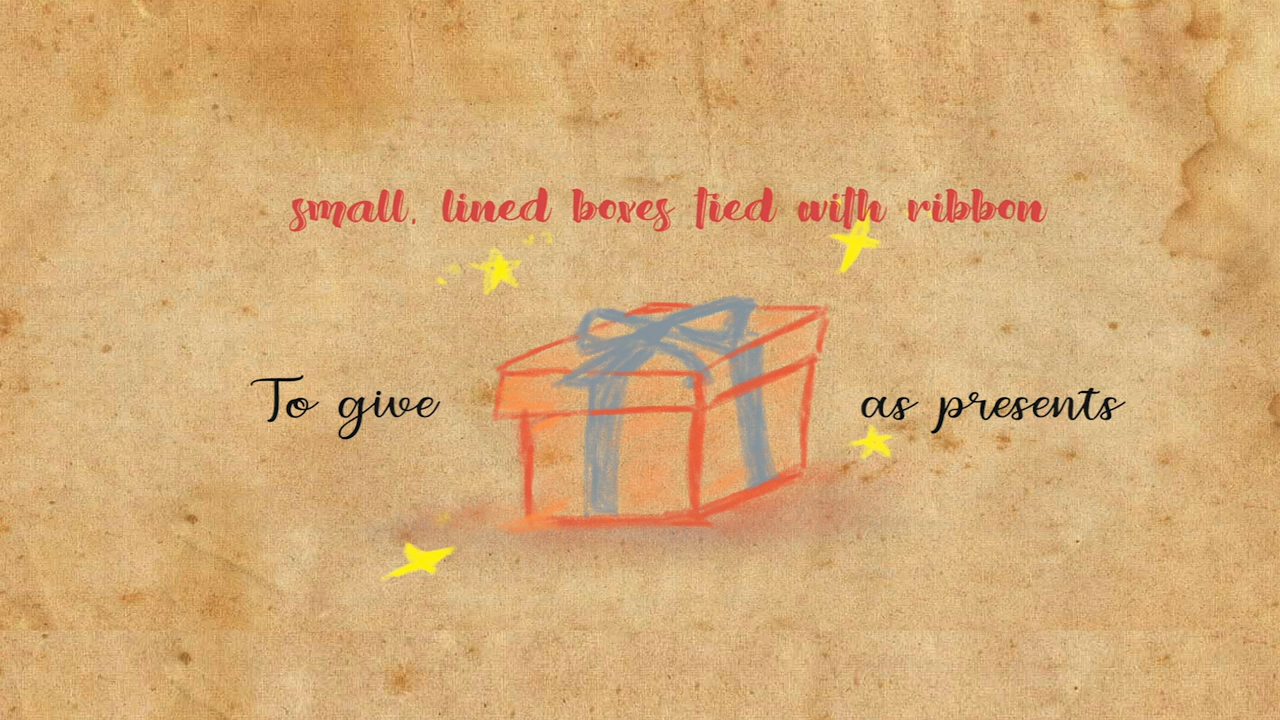 small, lined boxes tied with ribbon
To give as presents